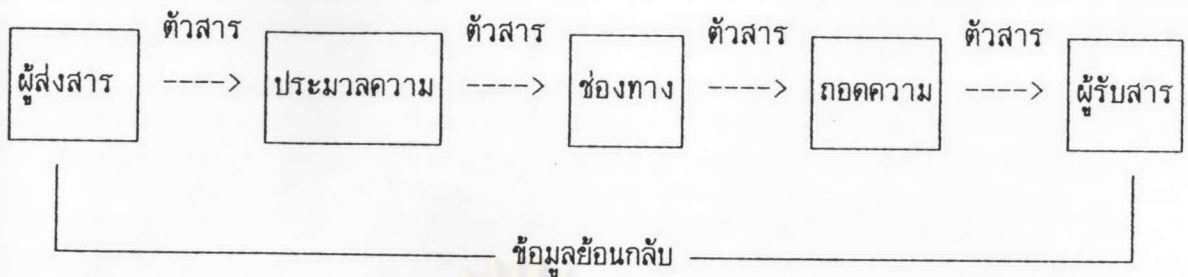 ตัวสาร ตัวสาร ตัวสาร ตัวสาร
ผู้ส่งสาร ----> ประมวลความ ----> ช่องทาง ----> ถอดความ ----> ผู้รับสาร
ข้อมูลย้อนกลับ